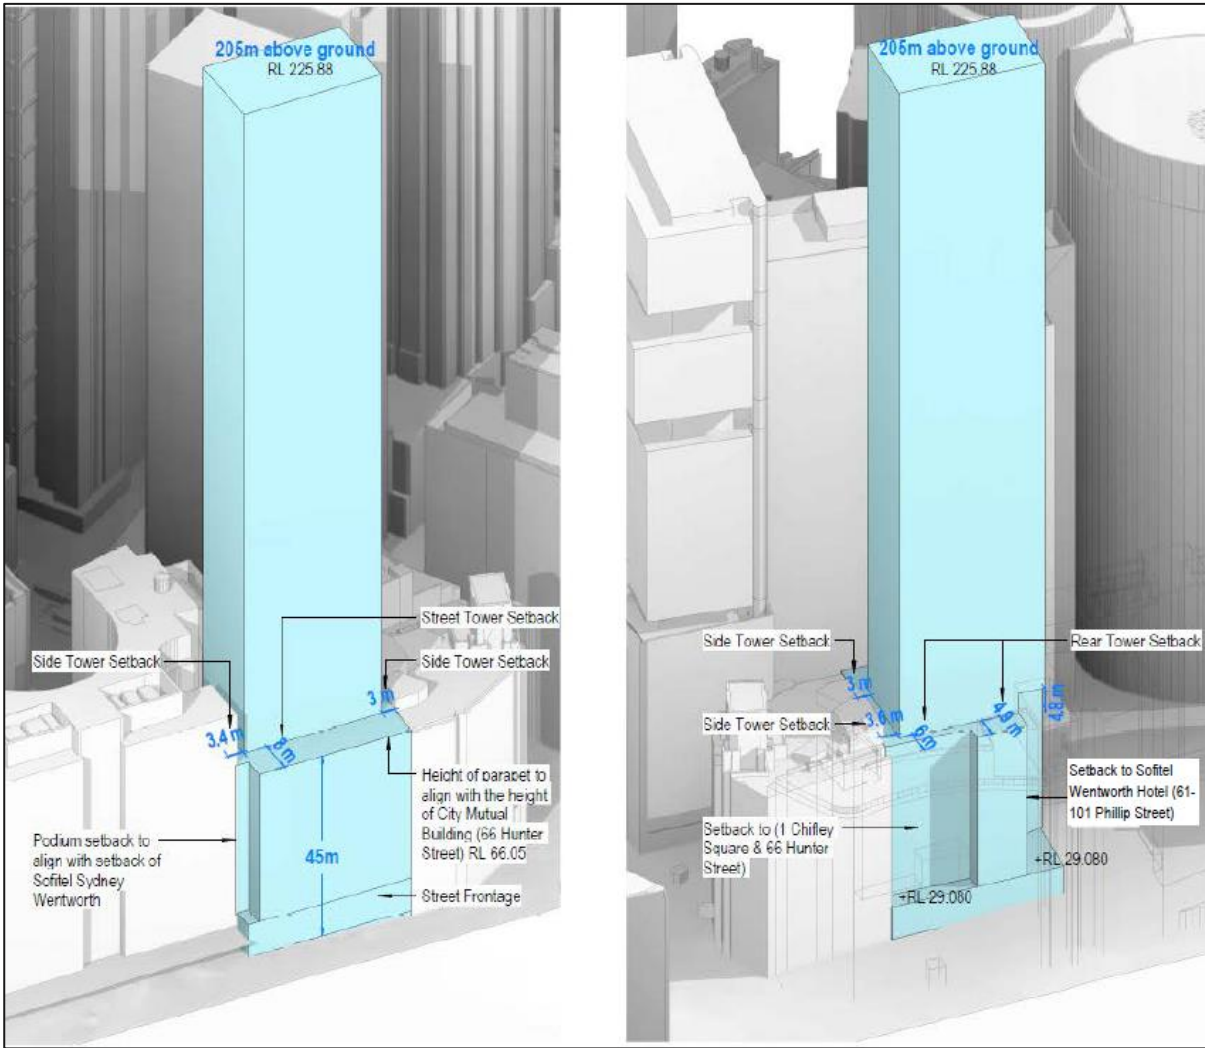 205m above ground
RL 225.88
Street Tower Setback
Side Tower Setback
Side Tower Setback
3 m
3.4 m
8 m
Height of parapet to
align with the height
of City Mutual
Building (66 Hunter
Street) RL 66.05
Podium setback to
align with setback of
Sofitel Sydney
Wentworth
45m
Street Frontage
205m above ground
RL 225.88
Side Tower Setback
Rear Tower Setback
3 m
Side Tower Setback
3.6 m
6 m
4.9 m
4.8 m
Setback to Sofitel
Wentworth Hotel (61-
101 Phillip Street)
Setback to (1 Chifley
Square & 66 Hunter
Street)
+RL 29.080
+RL 29.080